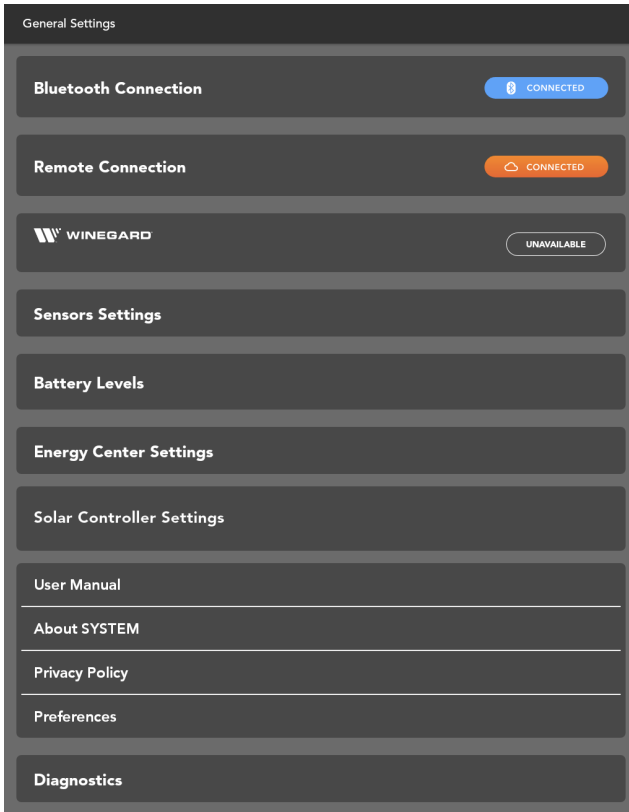 General Settings
Bluetooth Connection
CONNECTED
Remote Connection
CONNECTED
WINEGARD
UNAVAILABLE
Sensors Settings
Battery Levels
Energy Center Settings
Solar Controller Settings
User Manual
About SYSTEM
Privacy Policy
Preferences
Diagnostics